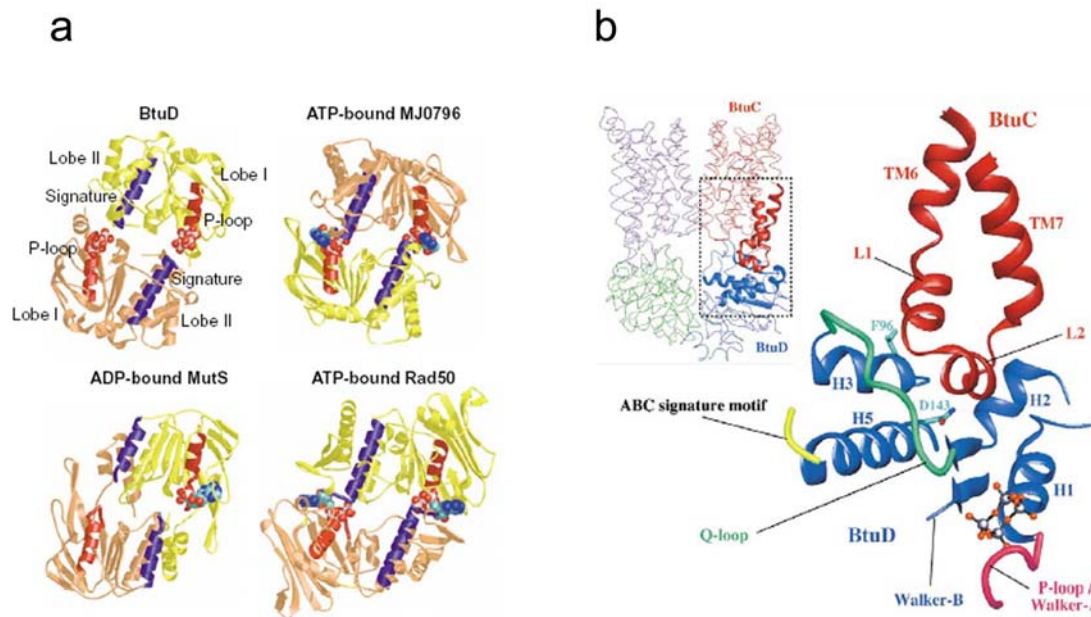 a
b
BtuD
ATP-bound MJ0796
Lobe II
Lobe I
Signature
P-loop
P-loop
Signature
Lobe I
Lobe II
ADP-bound MutS
ATP-bound Rad50
BtuC
BtuD
BtuC
TM6
TM7
L1
L2
F96
H3
D143
H2
ABC signature motif
H5
H1
Q-loop
BtuD
Walker-B
P-loop
Walker-